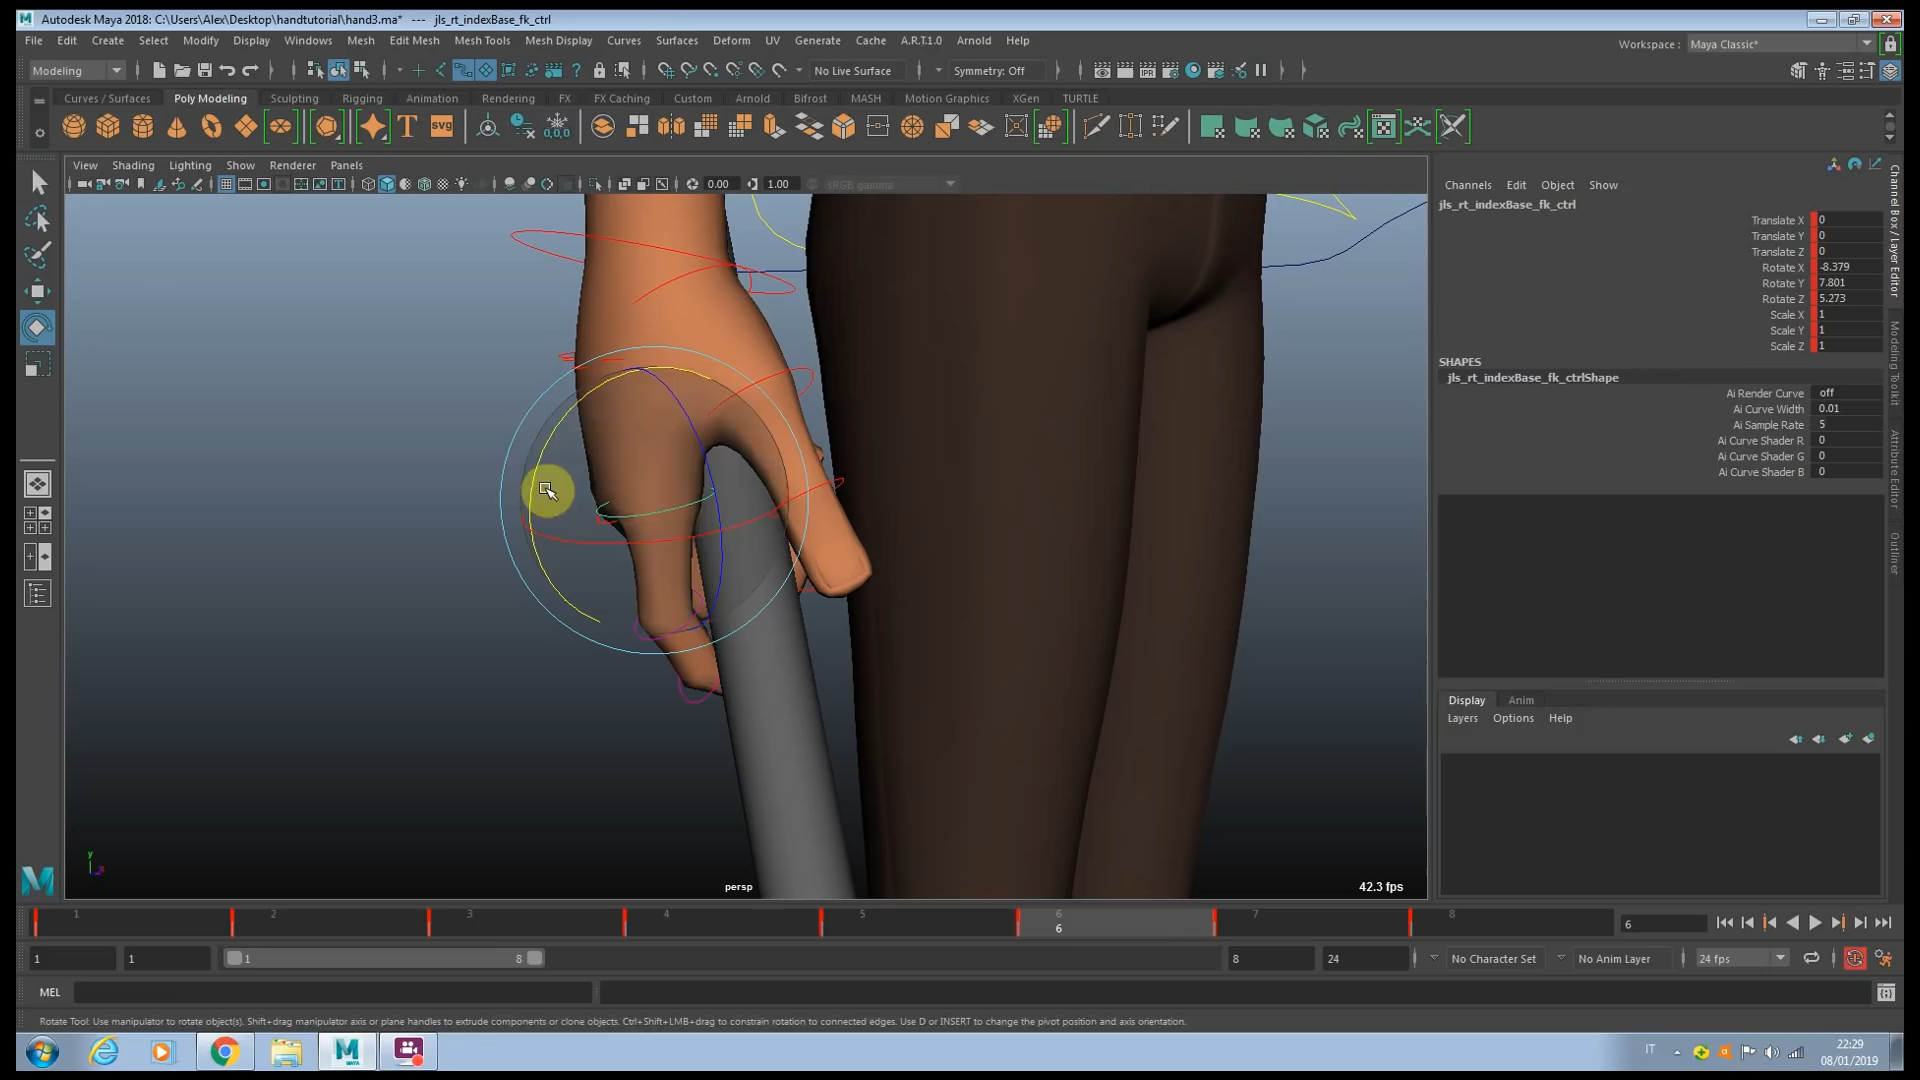 Autodesk Maya 2018: C:\Users\Alex\Desktop\handtutorial\hand3.ma* --- jls_rt_indexBase_fk_ctrl
File Edit Create Select Modify Display Windows Mesh Edit Mesh Mesh Tools Mesh Display Curves Surfaces Deform UV Generate Cache A.R.T.1.0 Arnold Help
Workspace : Maya Classic*
Modeling No Live Surface Symmetry: Off
Curves / Surfaces Poly Modeling Sculpting Rigging Animation Rendering FX FX Caching Custom Arnold Bifrost MASH Motion Graphics XGen TURTLE
View Shading Lighting Show Renderer Panels
0.00 1.00 sRGB gamma
Channels Edit Object Show
jls_rt_indexBase_fk_ctrl
Translate X 0
Translate Y 0
Translate Z 0
Rotate X -8.379
Rotate Y 7.801
Rotate Z 5.273
Scale X 1
Scale Y 1
Scale Z 1
SHAPES
jls_rt_indexBase_fk_ctrlShape
Ai Render Curve off
Ai Curve Width 0.01
Ai Sample Rate 5
Ai Curve Shader R 0
Ai Curve Shader G 0
Ai Curve Shader B 0
Channel Box / Layer Editor
Modeling Toolkit
Attribute Editor
Outliner
Display Anim
Layers Options Help
y
x
persp
42.3 fps
1 2 3 4 5 6 7 8
6
6
1 1 1 8 8 24 No Character Set No Anim Layer 24 fps
MEL
Rotate Tool: Use manipulator to rotate object(s). Shift+drag manipulator axis or plane handles to extrude components or clone objects. Ctrl+Shift+LMB+drag to constrain rotation to connected edges. Use D or INSERT to change the pivot position and axis orientation.
IT
22:29
08/01/2019